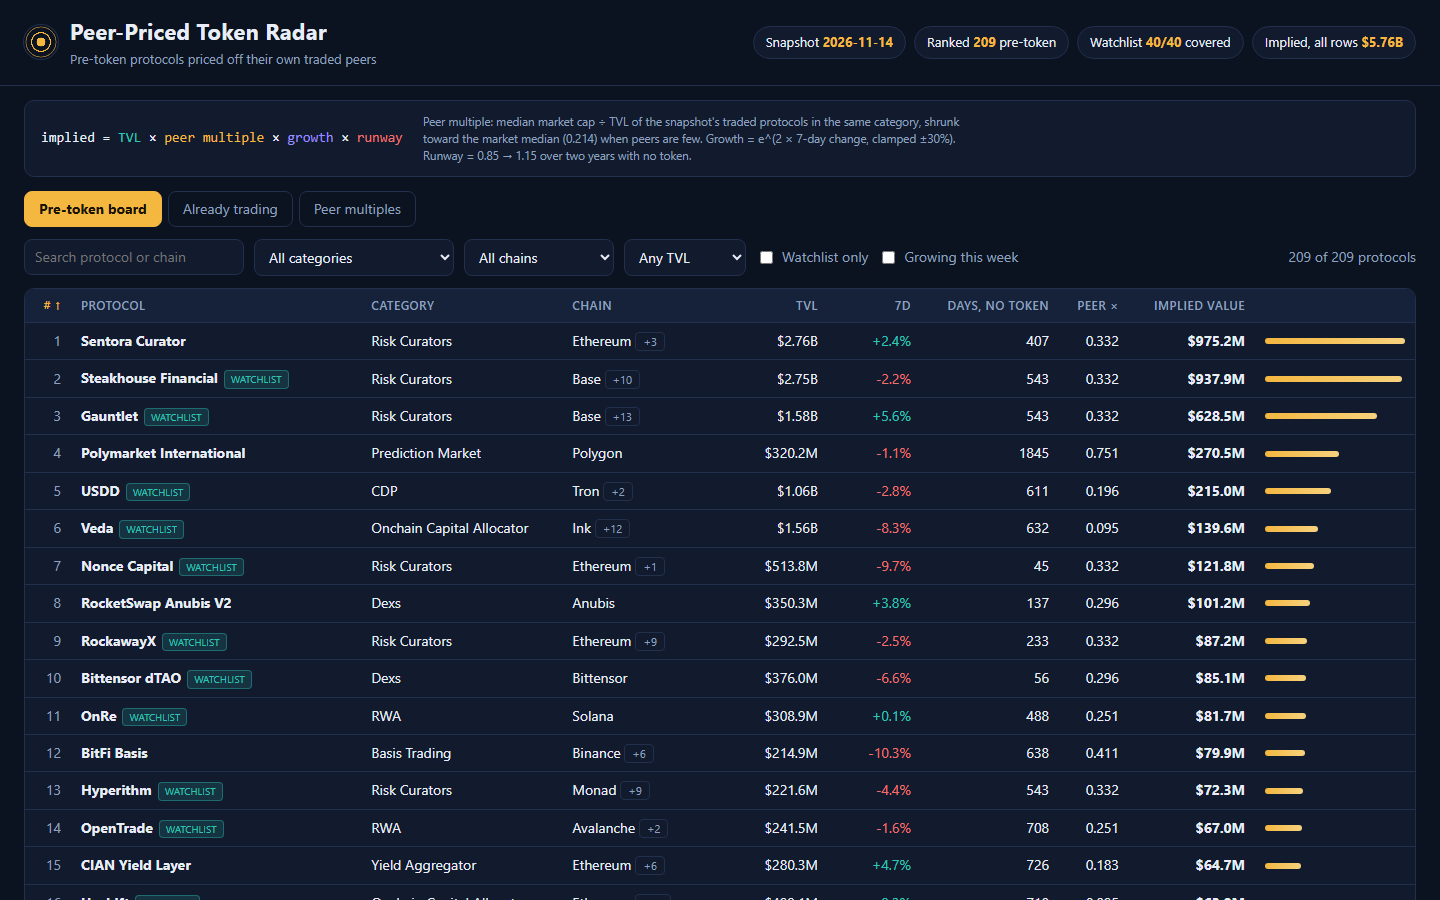 Peer-Priced Token Radar
Pre-token protocols priced off their own traded peers
Snapshot 2026-11-14
Ranked 209 pre-token
Watchlist 40/40 covered
Implied, all rows $5.76B
implied = TVL × peer multiple × growth × runway
Peer multiple: median market cap ÷ TVL of the snapshot's traded protocols in the same category, shrunk
toward the market median (0.214) when peers are few. Growth = e^(2 × 7-day change, clamped ±30%).
Runway = 0.85 → 1.15 over two years with no token.
Pre-token board
Already trading
Peer multiples
Search protocol or chain
All categories
All chains
Any TVL
Watchlist only
Growing this week
209 of 209 protocols
# ↑ PROTOCOL CATEGORY CHAIN TVL 7D DAYS, NO TOKEN PEER × IMPLIED VALUE
1 Sentora Curator Risk Curators Ethereum +3 $2.76B +2.4% 407 0.332 $975.2M
2 Steakhouse Financial WATCHLIST Risk Curators Base +10 $2.75B -2.2% 543 0.332 $937.9M
3 Gauntlet WATCHLIST Risk Curators Base +13 $1.58B +5.6% 543 0.332 $628.5M
4 Polymarket International Prediction Market Polygon $320.2M -1.1% 1845 0.751 $270.5M
5 USDD WATCHLIST CDP Tron +2 $1.06B -2.8% 611 0.196 $215.0M
6 Veda WATCHLIST Onchain Capital Allocator Ink +12 $1.56B -8.3% 632 0.095 $139.6M
7 Nonce Capital WATCHLIST Risk Curators Ethereum +1 $513.8M -9.7% 45 0.332 $121.8M
8 RocketSwap Anubis V2 Dexs Anubis $350.3M +3.8% 137 0.296 $101.2M
9 RockawayX WATCHLIST Risk Curators Ethereum +9 $292.5M -2.5% 233 0.332 $87.2M
10 Bittensor dTAO WATCHLIST Dexs Bittensor $376.0M -6.6% 56 0.296 $85.1M
11 OnRe WATCHLIST RWA Solana $308.9M +0.1% 488 0.251 $81.7M
12 BitFi Basis Basis Trading Binance +6 $214.9M -10.3% 638 0.411 $79.9M
13 Hyperithm WATCHLIST Risk Curators Monad +9 $221.6M -4.4% 543 0.332 $72.3M
14 OpenTrade WATCHLIST RWA Avalanche +2 $241.5M -1.6% 708 0.251 $67.0M
15 CIAN Yield Layer Yield Aggregator Ethereum +6 $280.3M +4.7% 726 0.183 $64.7M